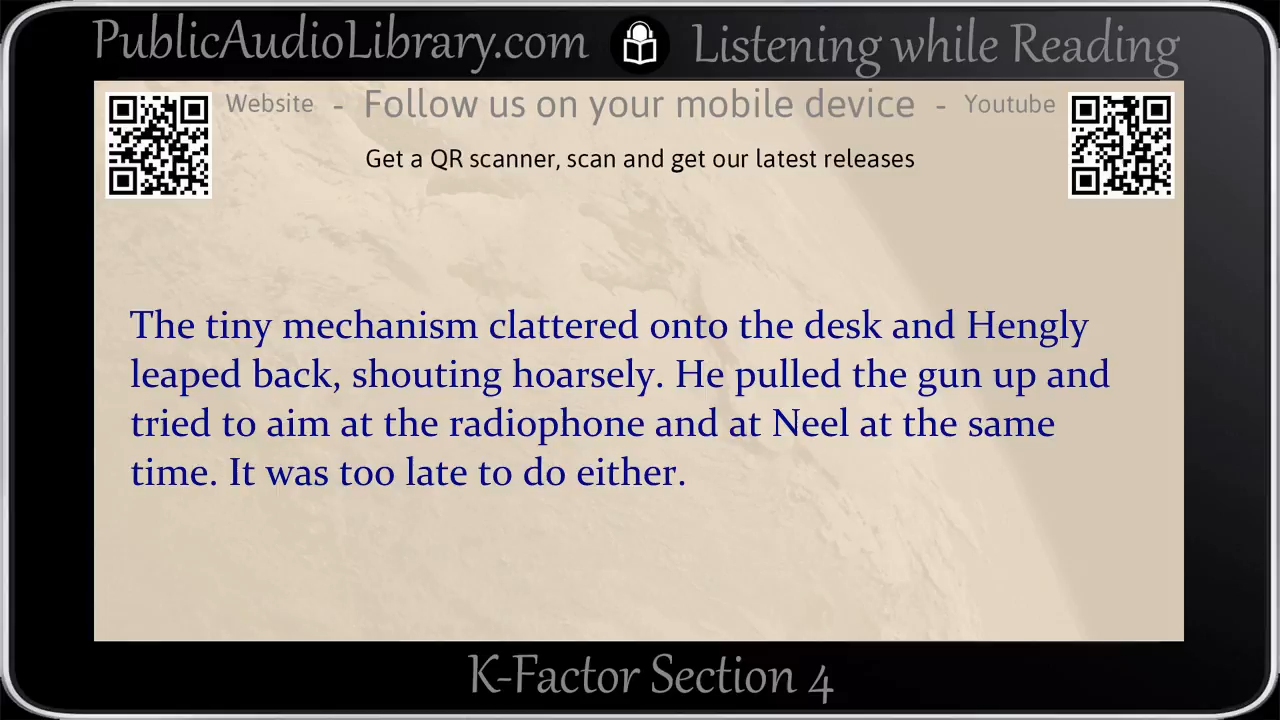 PublicAudioLibrary.com Listening while Reading
Website - Follow us on your mobile device - Youtube
Get a QR scanner, scan and get our latest releases
The tiny mechanism clattered onto the desk and Hengly
leaped back, shouting hoarsely. He pulled the gun up and
tried to aim at the radiophone and at Neel at the same
time. It was too late to do either.
K-Factor Section 4